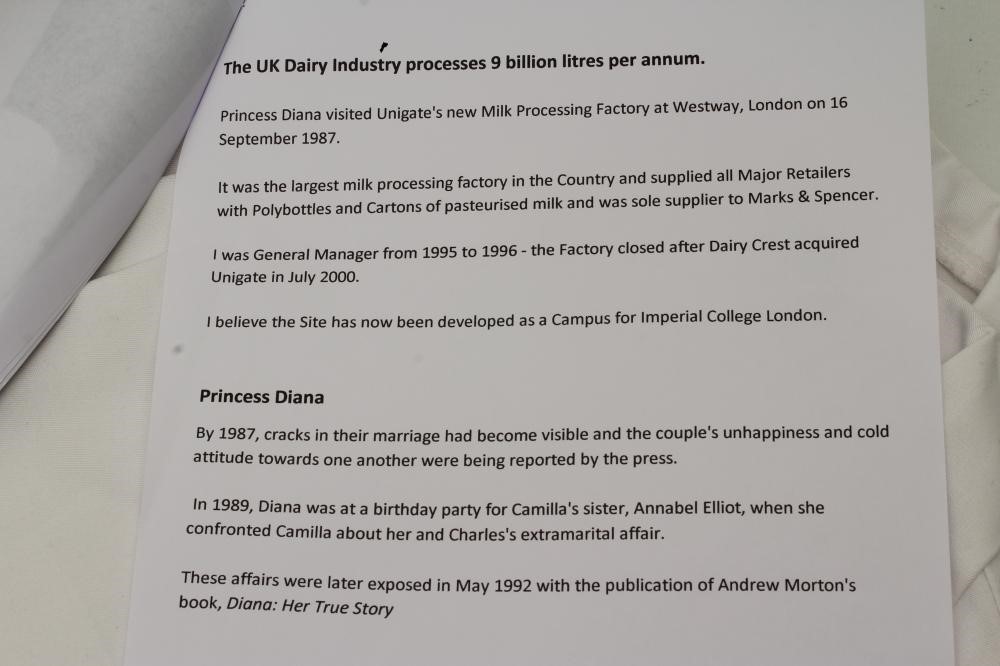 The UK Dairy Industry processes 9 billion litres per annum.
Princess Diana visited Unigate's new Milk Processing Factory at Westway, London on 16
September 1987.
It was the largest milk processing factory in the Country and supplied all Major Retailers
with Polybottles and Cartons of pasteurised milk and was sole supplier to Marks & Spencer.
I was General Manager from 1995 to 1996 - the Factory closed after Dairy Crest acquired
Unigate in July 2000.
I believe the Site has now been developed as a Campus for Imperial College London.
Princess Diana
By 1987, cracks in their marriage had become visible and the couple's unhappiness and cold
attitude towards one another were being reported by the press.
In 1989, Diana was at a birthday party for Camilla's sister, Annabel Elliot, when she
confronted Camilla about her and Charles's extramarital affair.
These affairs were later exposed in May 1992 with the publication of Andrew Morton's
book, Diana: Her True Story